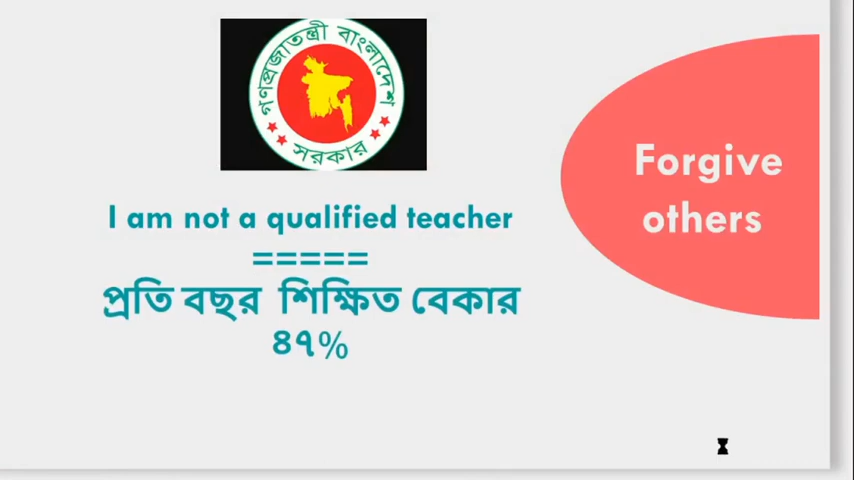 গণপ্রজাতন্ত্রী বাংলাদেশ
সরকার
I am not a qualified teacher
=====
প্রতি বছর শিক্ষিত বেকার
৪৭%
Forgive
others